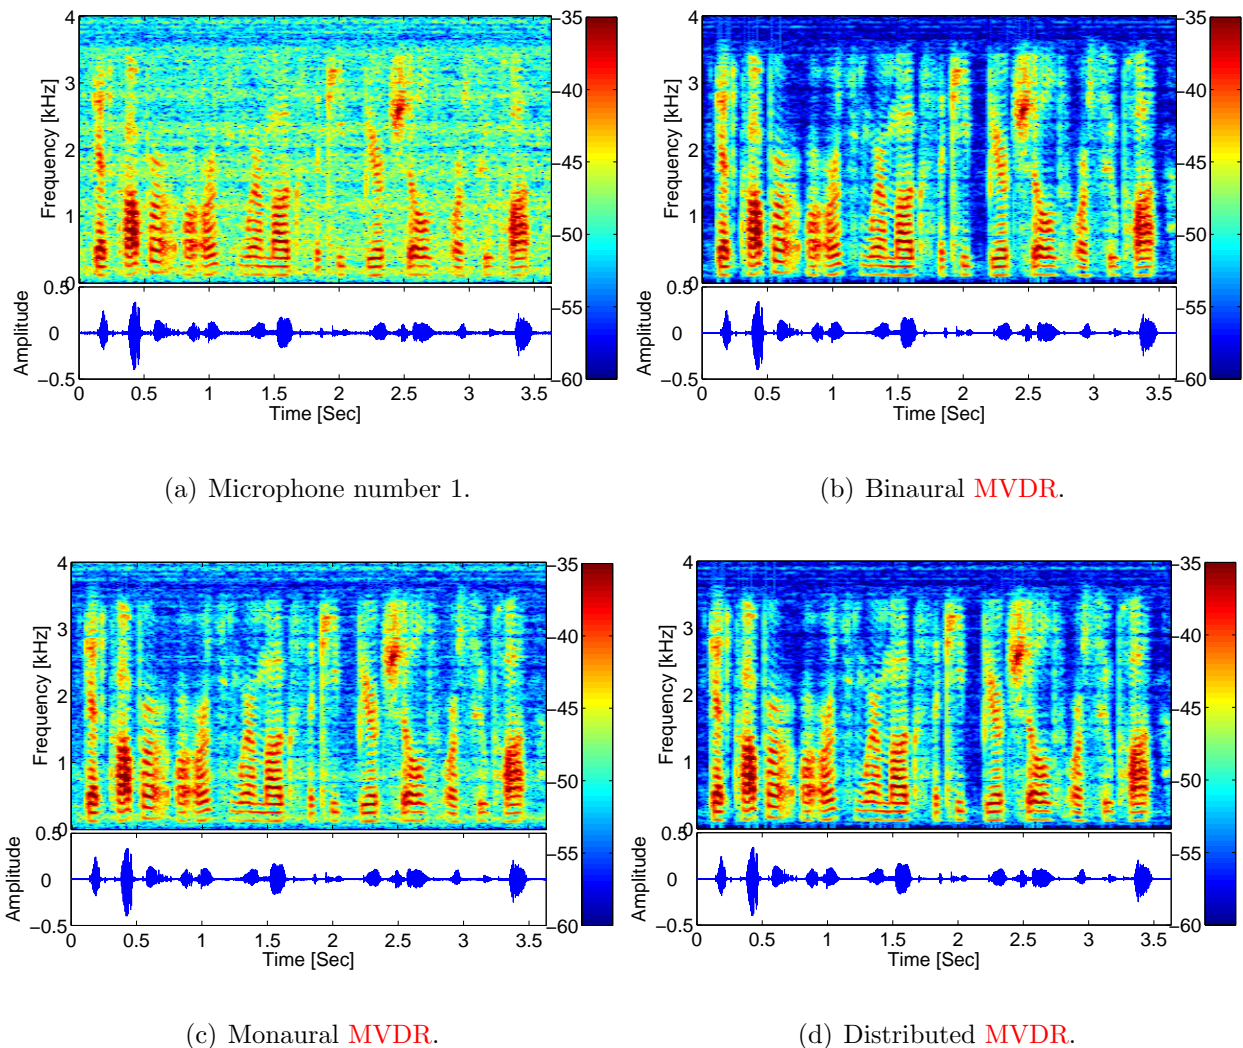 4
3
2
1
0
Frequency [kHz]
0.5
0
−0.5
Amplitude
0 0.5 1 1.5 2 2.5 3 3.5
Time [Sec]
−35
−40
−45
−50
−55
−60
(a) Microphone number 1.
4
3
2
1
0
Frequency [kHz]
0.5
0
−0.5
Amplitude
0 0.5 1 1.5 2 2.5 3 3.5
Time [Sec]
−35
−40
−45
−50
−55
−60
(b) Binaural MVDR.
4
3
2
1
0
Frequency [kHz]
0.5
0
−0.5
Amplitude
0 0.5 1 1.5 2 2.5 3 3.5
Time [Sec]
−35
−40
−45
−50
−55
−60
(c) Monaural MVDR.
4
3
2
1
0
Frequency [kHz]
0.5
0
−0.5
Amplitude
0 0.5 1 1.5 2 2.5 3 3.5
Time [Sec]
−35
−40
−45
−50
−55
−60
(d) Distributed MVDR.